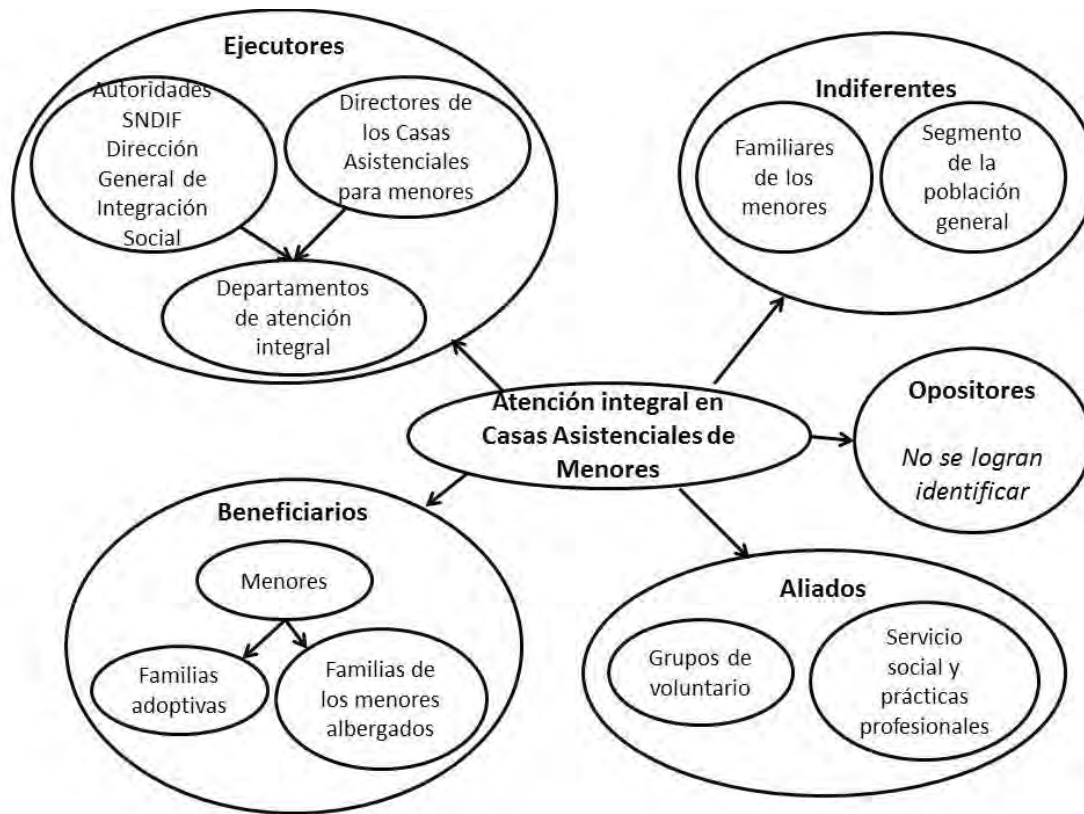 Ejecutores
Autoridades
SNDIF
Dirección
General de
Integración
Social
Directores de
los Casas
Asistenciales
para menores
Departamentos
de atención
integral
Indiferentes
Familiares
de los
menores
Segmento
de la
población
general
Atención integral en
Casas Asistenciales de
Menores
Opositores
No se logran
identificar
Beneficiarios
Menores
Familias
adoptivas
Familias de
los menores
albergados
Aliados
Grupos de
voluntario
Servicio
social y
prácticas
profesionales